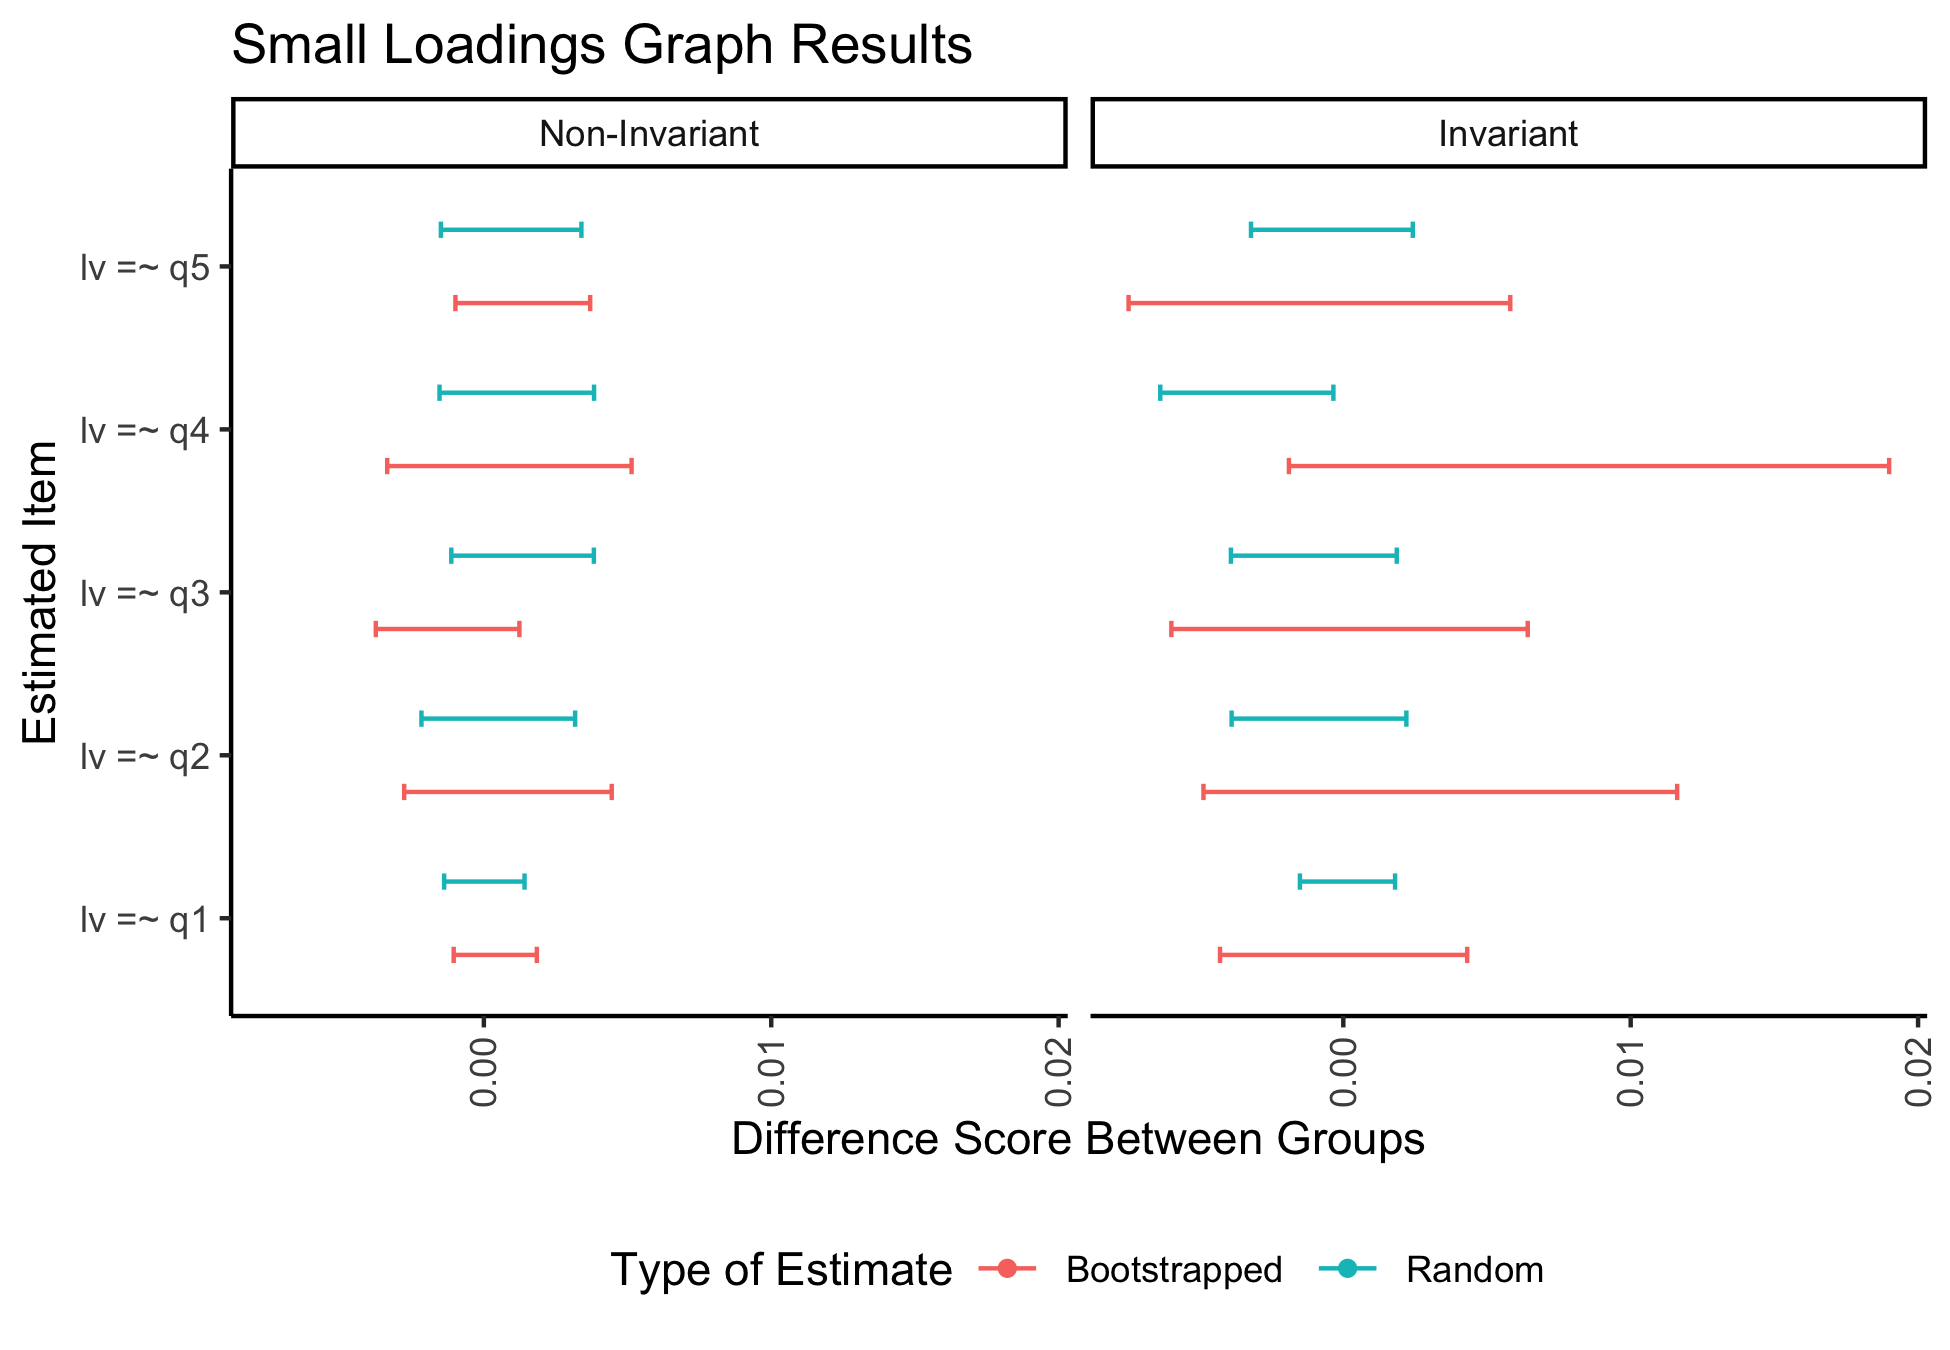 Small Loadings Graph Results
Non-Invariant
Invariant
Estimated Item
lv =~ q5
lv =~ q4
lv =~ q3
lv =~ q2
lv =~ q1
0.00
0.01
0.02
0.00
0.01
0.02
Difference Score Between Groups
Type of Estimate
Bootstrapped
Random